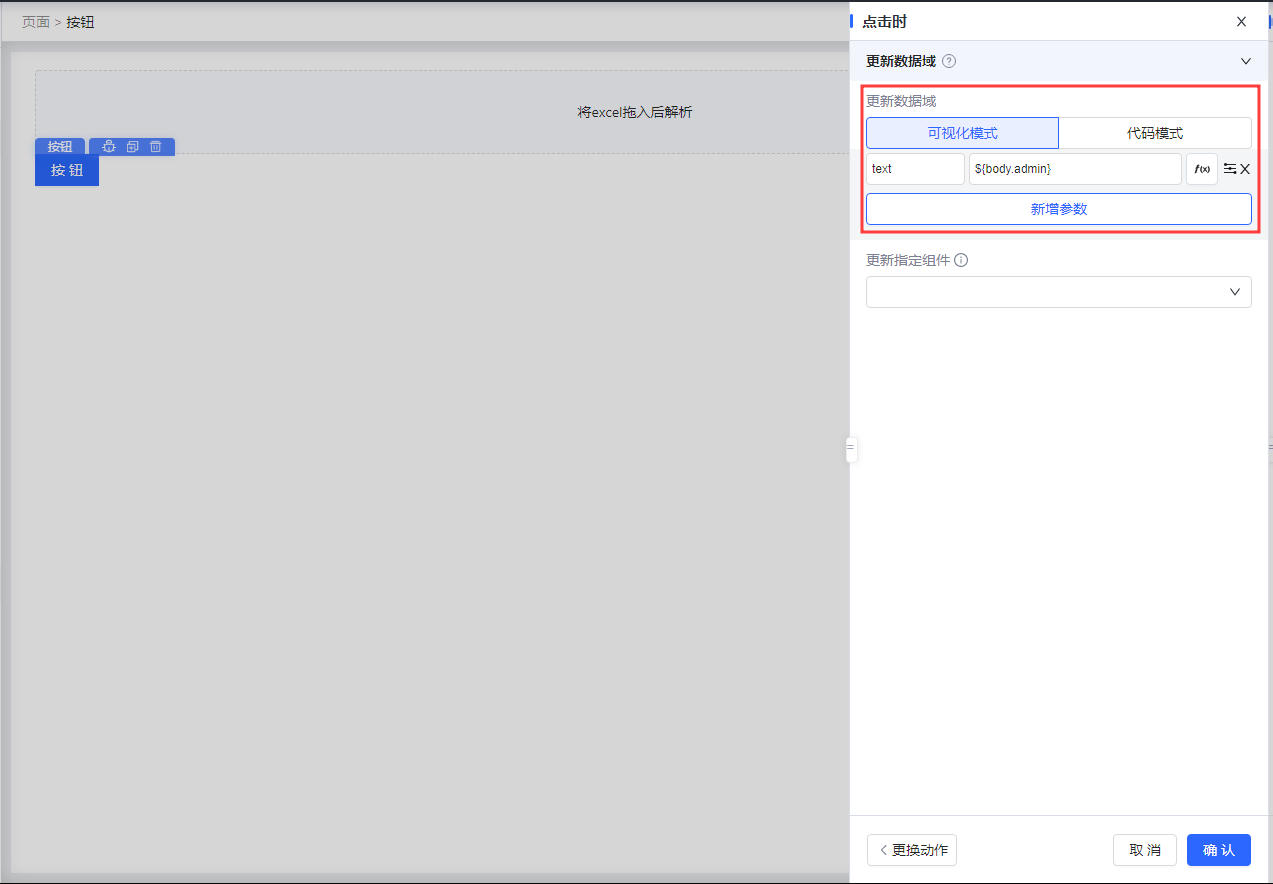 页面 > 按钮
将excel拖入后解析
按钮
按 钮
点击时
更新数据域
更新数据域
可视化模式 代码模式
text ${body.admin} f(x)
新增参数
更新指定组件
更换动作 取 消 确 认